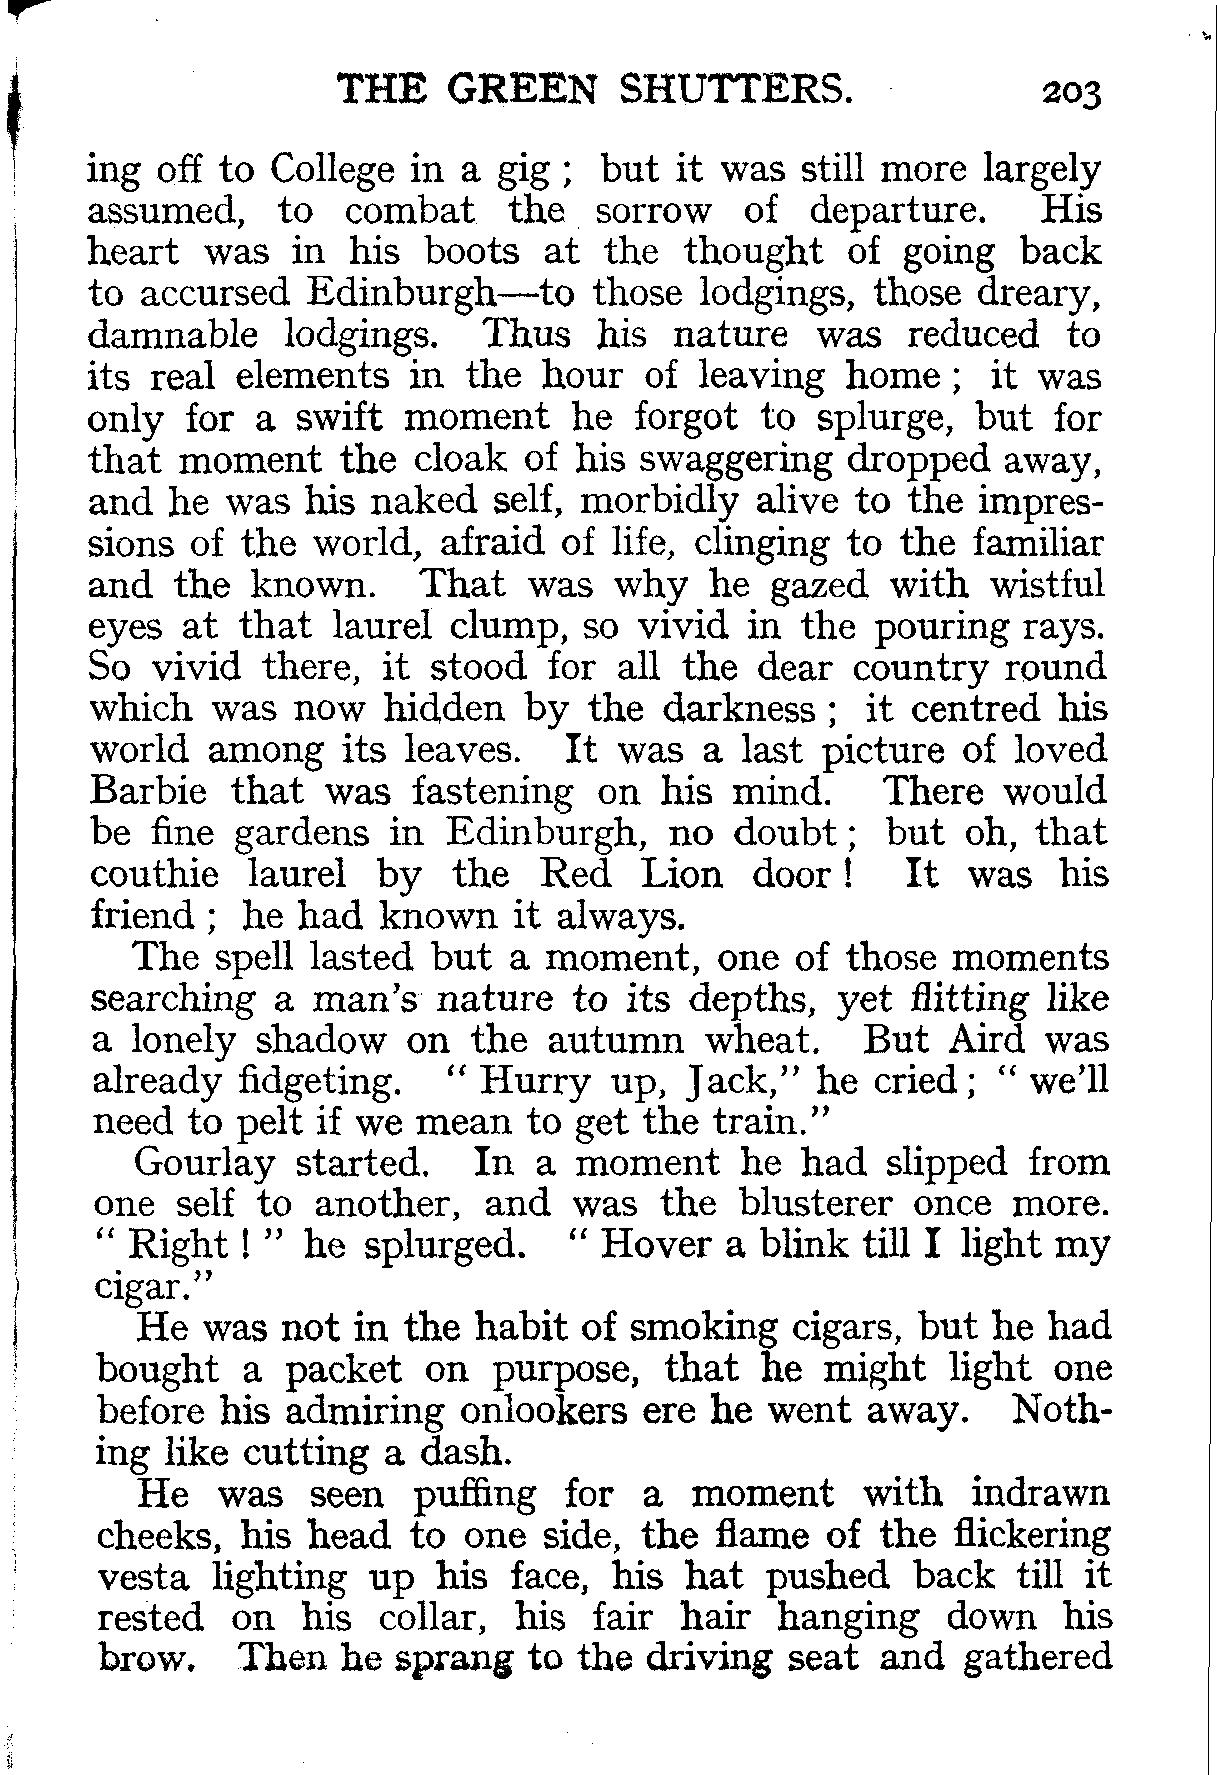 THE GREEN SHUTTERS. 203
ing off to College in a gig ; but it was still more largely
assumed, to combat the sorrow of departure. His
heart was in his boots at the thought of going back
to accursed Edinburgh—to those lodgings, those dreary,
damnable lodgings. Thus his nature was reduced to
its real elements in the hour of leaving home ; it was
only for a swift moment he forgot to splurge, but for
that moment the cloak of his swaggering dropped away,
and he was his naked self, morbidly alive to the impres-
sions of the world, afraid of life, clinging to the familiar
and the known. That was why he gazed with wistful
eyes at that laurel clump, so vivid in the pouring rays.
So vivid there, it stood for all the dear country round
which was now hidden by the darkness ; it centred his
world among its leaves. It was a last picture of loved
Barbie that was fastening on his mind. There would
be fine gardens in Edinburgh, no doubt ; but oh, that
couthie laurel by the Red Lion door ! It was his
friend ; he had known it always.
The spell lasted but a moment, one of those moments
searching a man's nature to its depths, yet flitting like
a lonely shadow on the autumn wheat. But Aird was
already fidgeting. “ Hurry up, Jack,” he cried ; “ we'll
need to pelt if we mean to get the train.”
Gourlay started. In a moment he had slipped from
one self to another, and was the blusterer once more.
“ Right ! ” he splurged. “ Hover a blink till I light my
cigar.”
He was not in the habit of smoking cigars, but he had
bought a packet on purpose, that he might light one
before his admiring onlookers ere he went away. Noth-
ing like cutting a dash.
He was seen puffing for a moment with indrawn
cheeks, his head to one side, the flame of the flickering
vesta lighting up his face, his hat pushed back till it
rested on his collar, his fair hair hanging down his
brow. Then he sprang to the driving seat and gathered